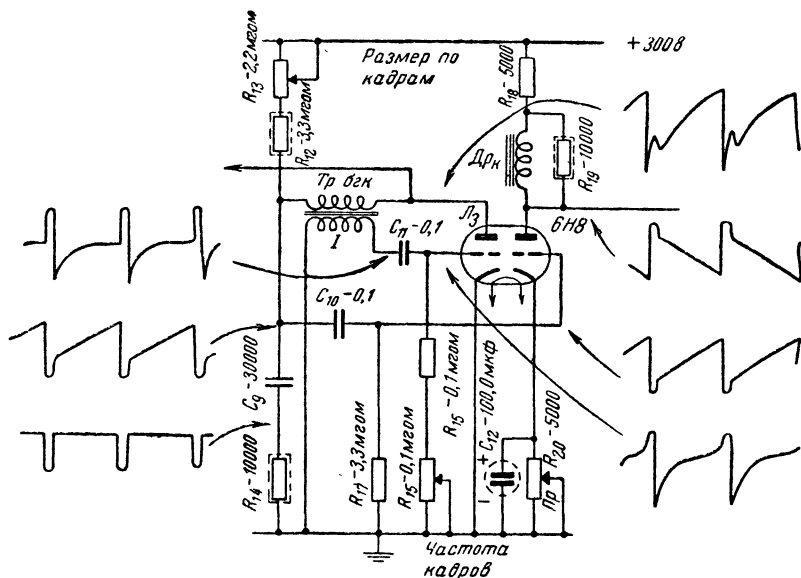 R13-2,2мгом
Размер по
кадрам
R18-5000
+300В
R12-3,3мгом
Дрк
R19-10000
Тр бгк
Л3
6Н8
I
C11-0,1
C10-0,1
C9-30000
R15-0,1мгом
+C12-100,0мкф
R20-5000
R14-10000
R17-3,3мгом
R15-0,1мгом
Пр
Частота
кадров